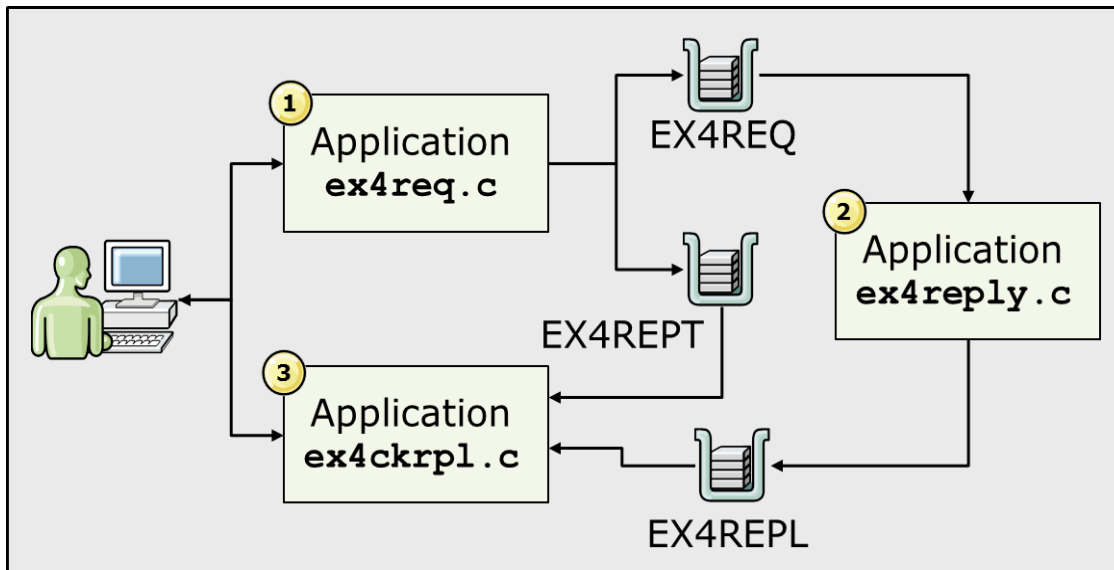 1
Application
ex4req.c
EX4REQ
2
Application
ex4reply.c
EX4REPT
3
Application
ex4ckrpl.c
EX4REPL